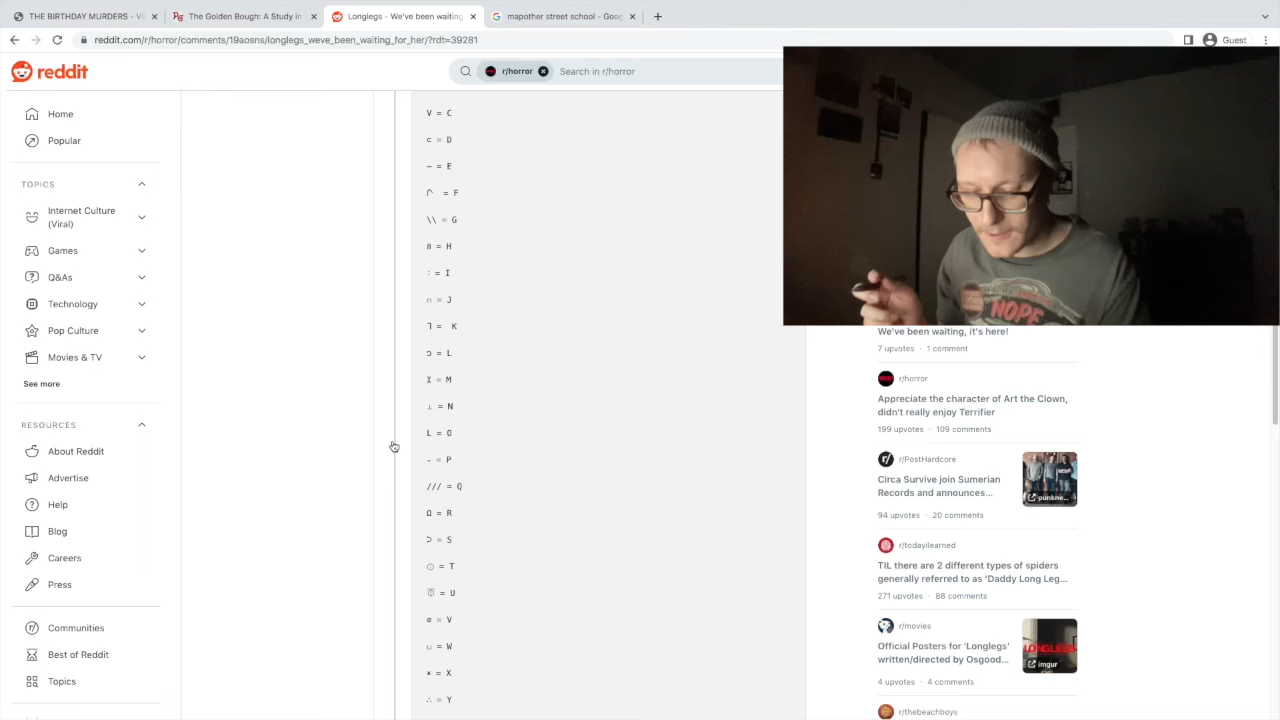 THE BIRTHDAY MURDERS - Vi
The Golden Bough: A Study in
Longlegs - We've been waiting
mapother street school - Goog
reddit.com/r/horror/comments/19aosns/longlegs_weve_been_waiting_for_her/?rdt=39281
Guest
reddit
r/horror
Search in r/horror
Home
Popular
TOPICS
Internet Culture
(Viral)
Games
Q&As
Technology
Pop Culture
Movies & TV
See more
RESOURCES
About Reddit
Advertise
Help
Blog
Careers
Press
Communities
Best of Reddit
Topics
V = C
⊂ = D
— = E
= F
\\ = G
= H
: = I
∩ = J
= K
ɔ = L
= M
⊥ = N
L = O
= P
/// = Q
Ω = R
= S
○ = T
= U
⊘ = V
⊔ = W
× = X
∴ = Y
NOPE
We've been waiting, it's here!
7 upvotes · 1 comment
r/horror
Appreciate the character of Art the Clown,
didn't really enjoy Terrifier
199 upvotes · 109 comments
r/PostHardcore
Circa Survive join Sumerian
Records and announces...
punkne...
94 upvotes · 20 comments
r/todayilearned
TIL there are 2 different types of spiders
generally referred to as 'Daddy Long Leg...
271 upvotes · 88 comments
r/movies
Official Posters for 'Longlegs'
written/directed by Osgood...
LONGLEGS
imgur
4 upvotes · 4 comments
r/thebeachboys